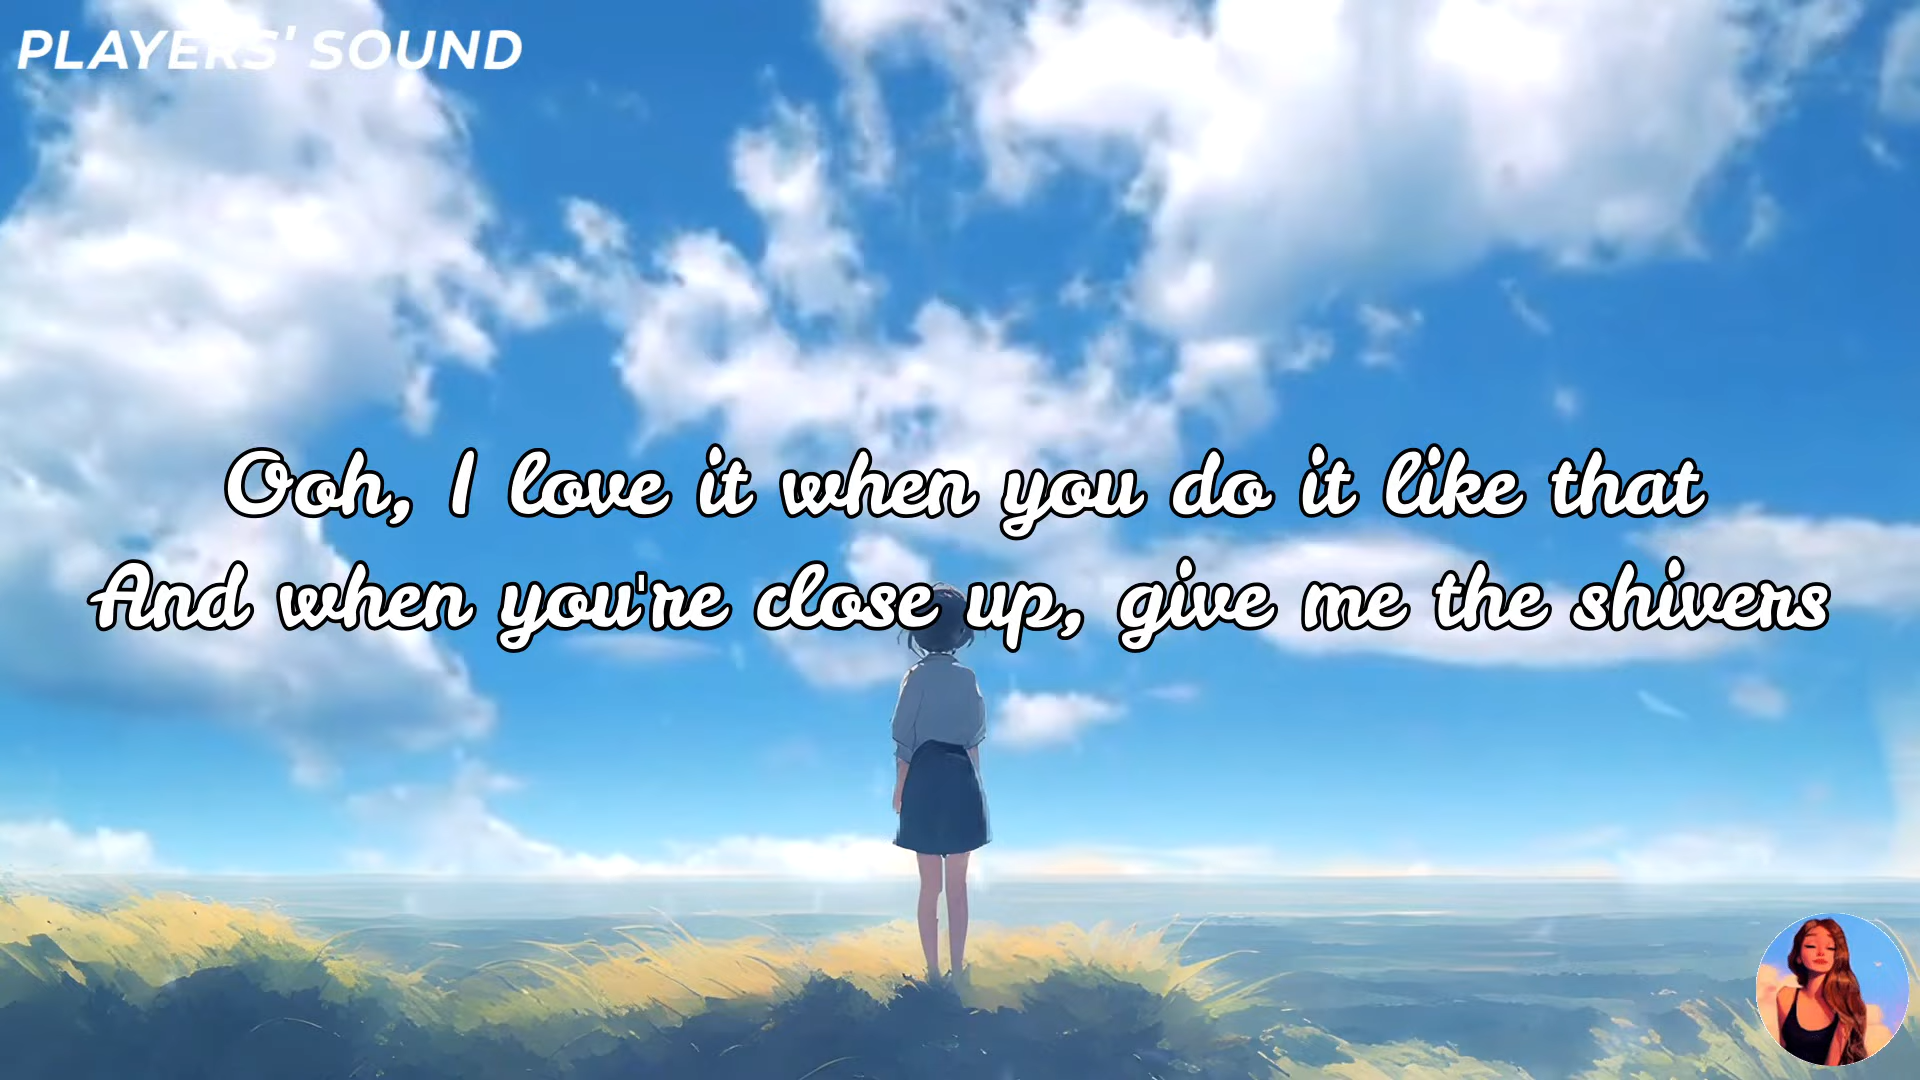 PLAYERS' SOUND
Ooh, I love it when you do it like that
And when you're close up, give me the shivers